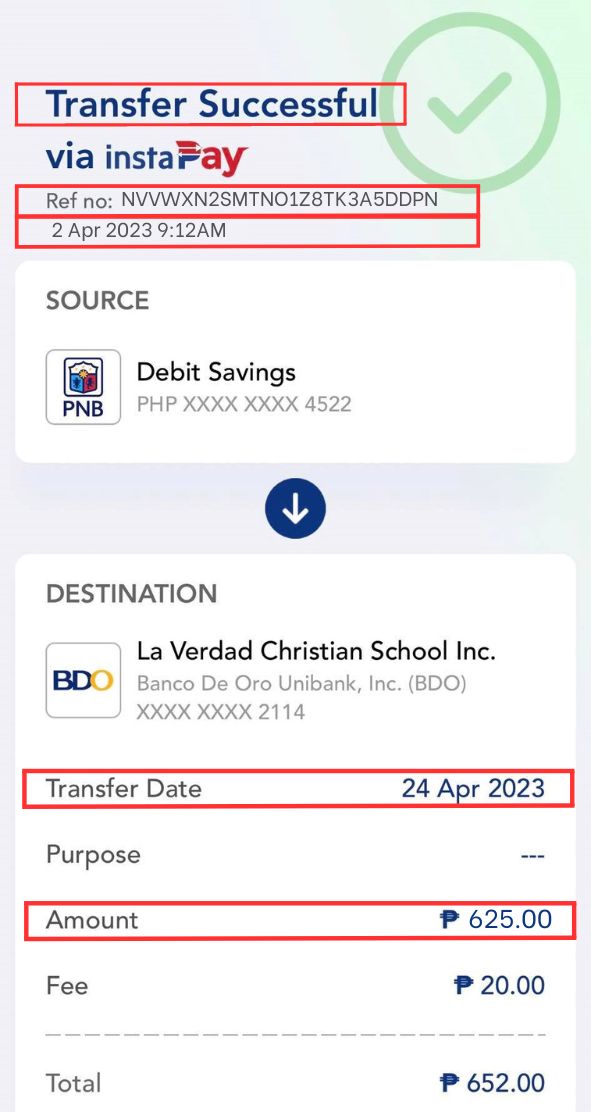 Transfer Successful
via instaPay
Ref no: NVVWXN2SMTNO1Z8TK3A5DDPN
2 Apr 2023 9:12AM
SOURCE
PNB
Debit Savings
PHP XXXX XXXX 4522
DESTINATION
BDO
La Verdad Christian School Inc.
Banco De Oro Unibank, Inc. (BDO)
XXXX XXXX 2114
Transfer Date 24 Apr 2023
Purpose ---
Amount ₱ 625.00
Fee ₱ 20.00
Total ₱ 652.00